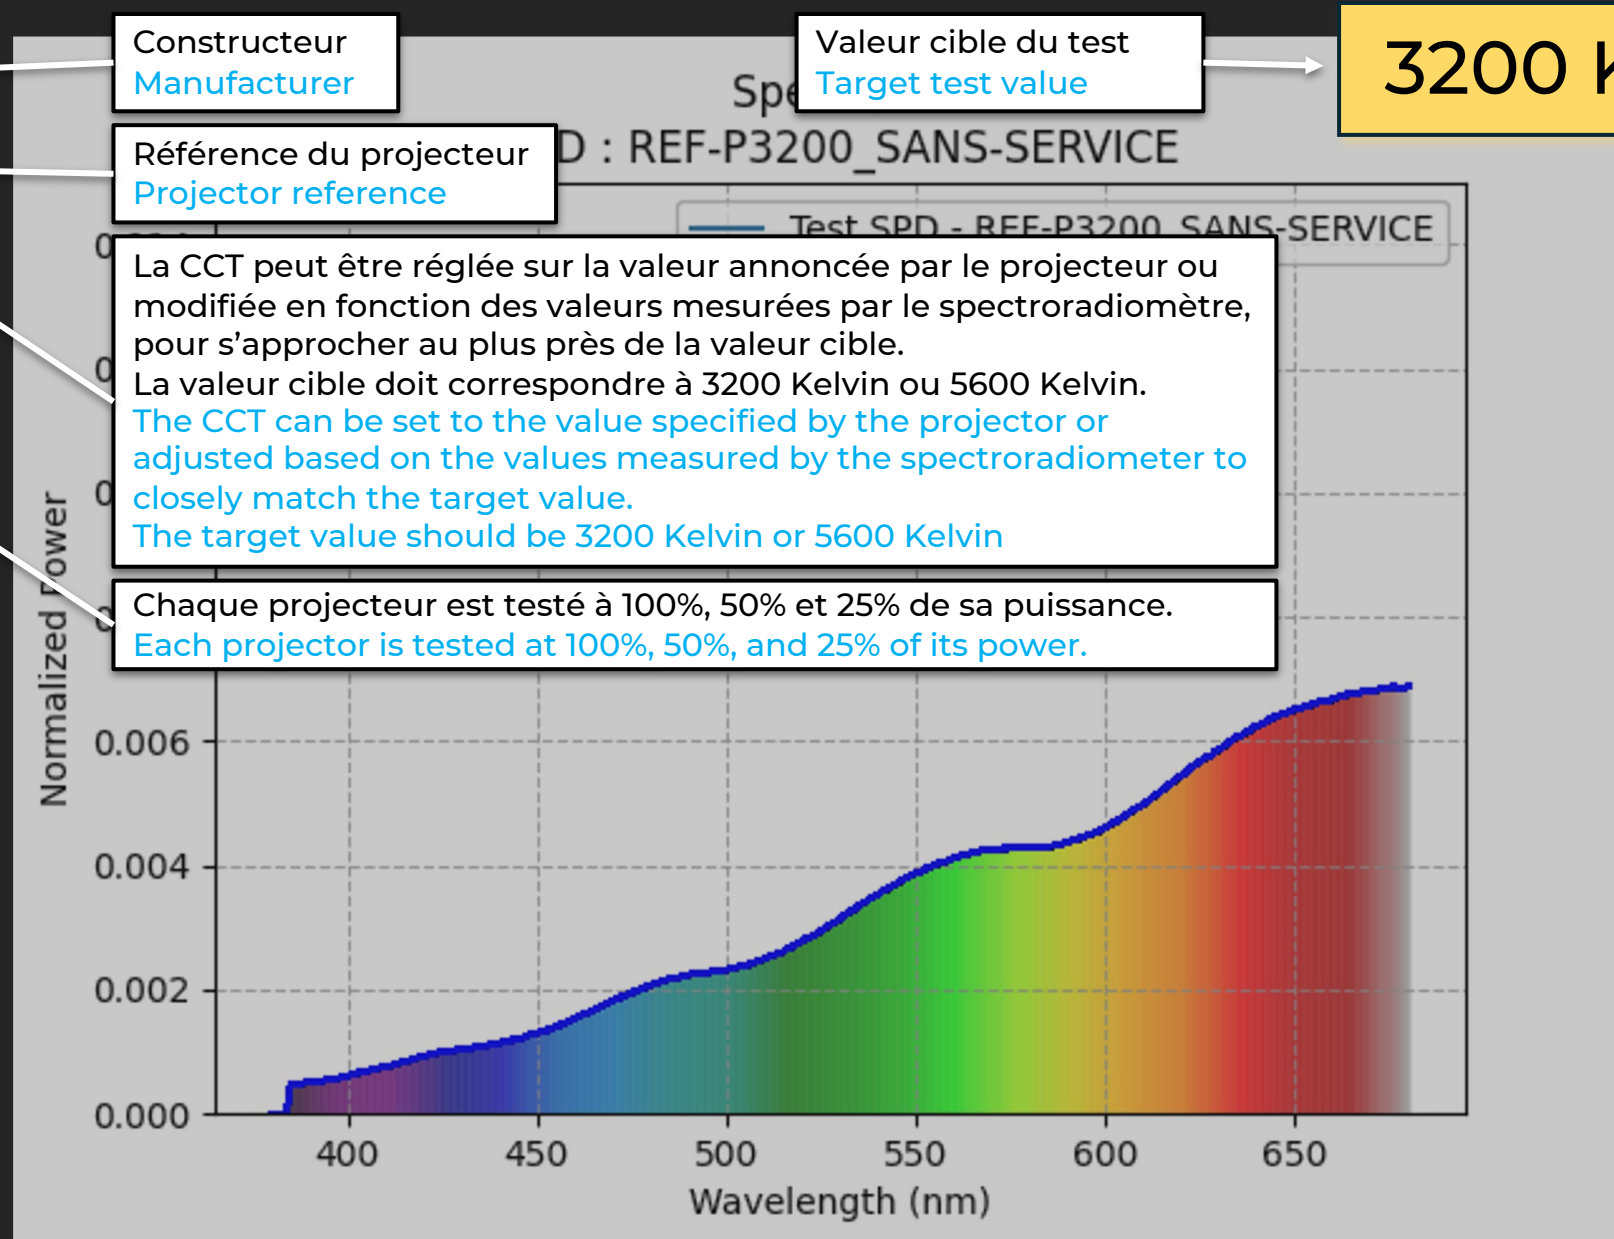 Constructeur
Manufacturer
Valeur cible du test
Target test value
3200
D : REF-P3200_SANS-SERVICE
Référence du projecteur
Projector reference
Test SPD - REF-P3200_SANS-SERVICE
La CCT peut être réglée sur la valeur annoncée par le projecteur ou
modifiée en fonction des valeurs mesurées par le spectroradiomètre,
pour s’approcher au plus près de la valeur cible.
La valeur cible doit correspondre à 3200 Kelvin ou 5600 Kelvin.
The CCT can be set to the value specified by the projector or
adjusted based on the values measured by the spectroradiometer to
closely match the target value.
The target value should be 3200 Kelvin or 5600 Kelvin
Chaque projecteur est testé à 100%, 50% et 25% de sa puissance.
Each projector is tested at 100%, 50%, and 25% of its power.
Normalized Power
0.006
0.004
0.002
0.000
400 450 500 550 600 650
Wavelength (nm)